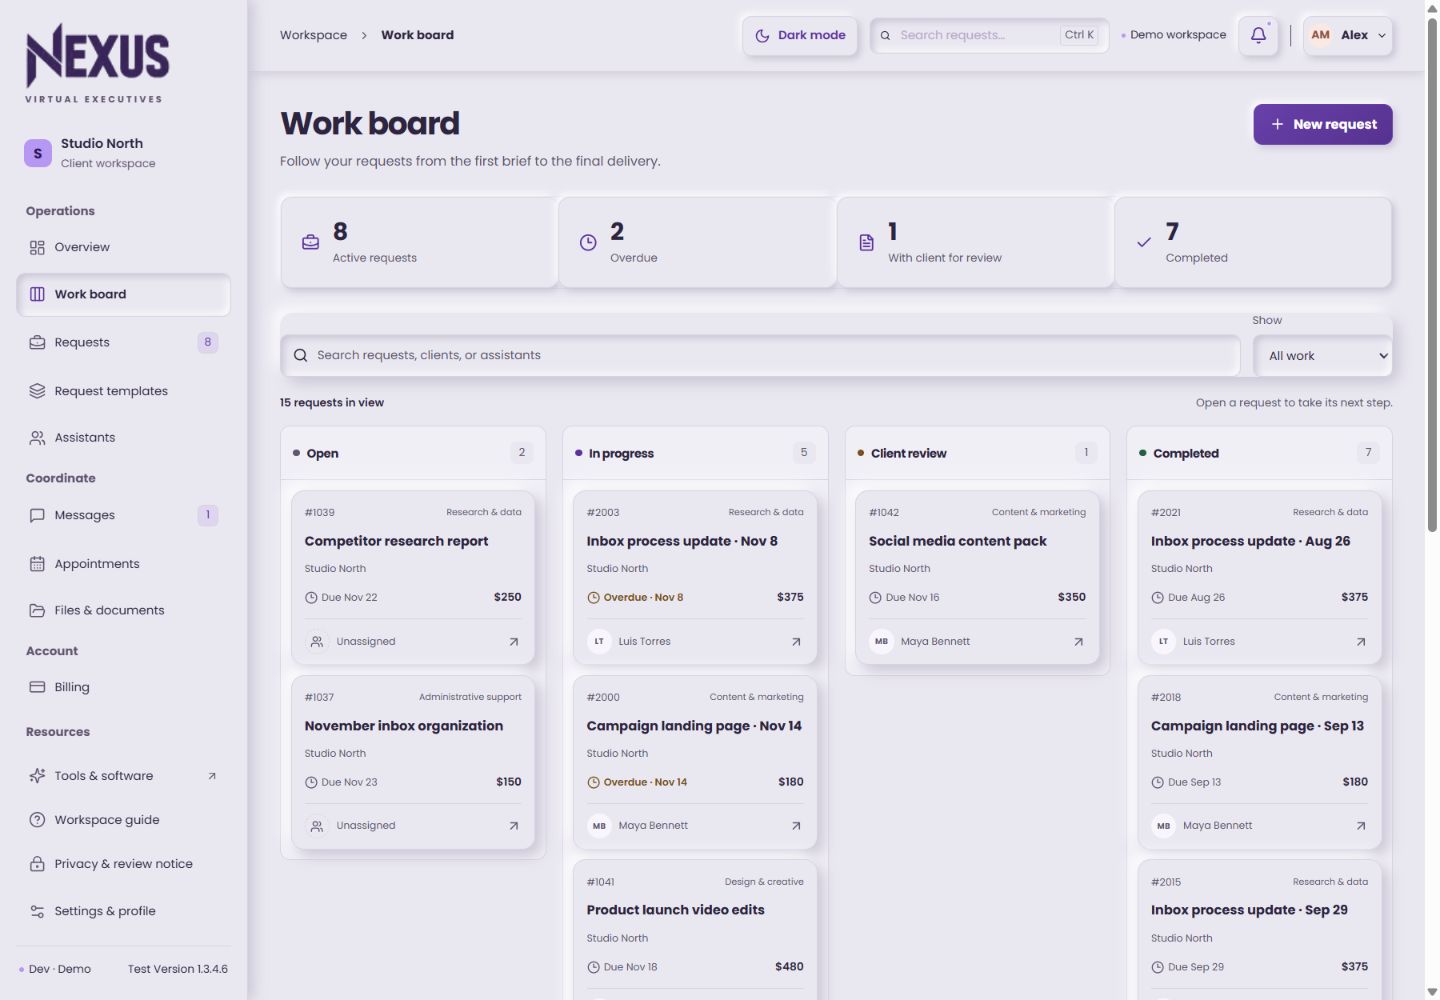 NEXUS
VIRTUAL EXECUTIVES
S
Studio North
Client workspace
Operations
Overview
Work board
Requests 8
Request templates
Assistants
Coordinate
Messages 1
Appointments
Files & documents
Account
Billing
Resources
Tools & software
Workspace guide
Privacy & review notice
Settings & profile
Dev · Demo Test Version 1.3.4.6
Workspace > Work board
Dark mode
Search requests... Ctrl K
Demo workspace
AM Alex
Work board
Follow your requests from the first brief to the final delivery.
+ New request
8
Active requests
2
Overdue
1
With client for review
7
Completed
Show
Search requests, clients, or assistants
All work
15 requests in view
Open a request to take its next step.
Open 2
#1039 Research & data
Competitor research report
Studio North
Due Nov 22 $250
Unassigned
#1037 Administrative support
November inbox organization
Studio North
Due Nov 23 $150
Unassigned
In progress 5
#2003 Research & data
Inbox process update · Nov 8
Studio North
Overdue · Nov 8 $375
LT Luis Torres
#2000 Content & marketing
Campaign landing page · Nov 14
Studio North
Overdue · Nov 14 $180
MB Maya Bennett
#1041 Design & creative
Product launch video edits
Studio North
Due Nov 18 $480
Client review 1
#1042 Content & marketing
Social media content pack
Studio North
Due Nov 16 $350
MB Maya Bennett
Completed 7
#2021 Research & data
Inbox process update · Aug 26
Studio North
Due Aug 26 $375
LT Luis Torres
#2018 Content & marketing
Campaign landing page · Sep 13
Studio North
Due Sep 13 $180
MB Maya Bennett
#2015 Research & data
Inbox process update · Sep 29
Studio North
Due Sep 29 $375